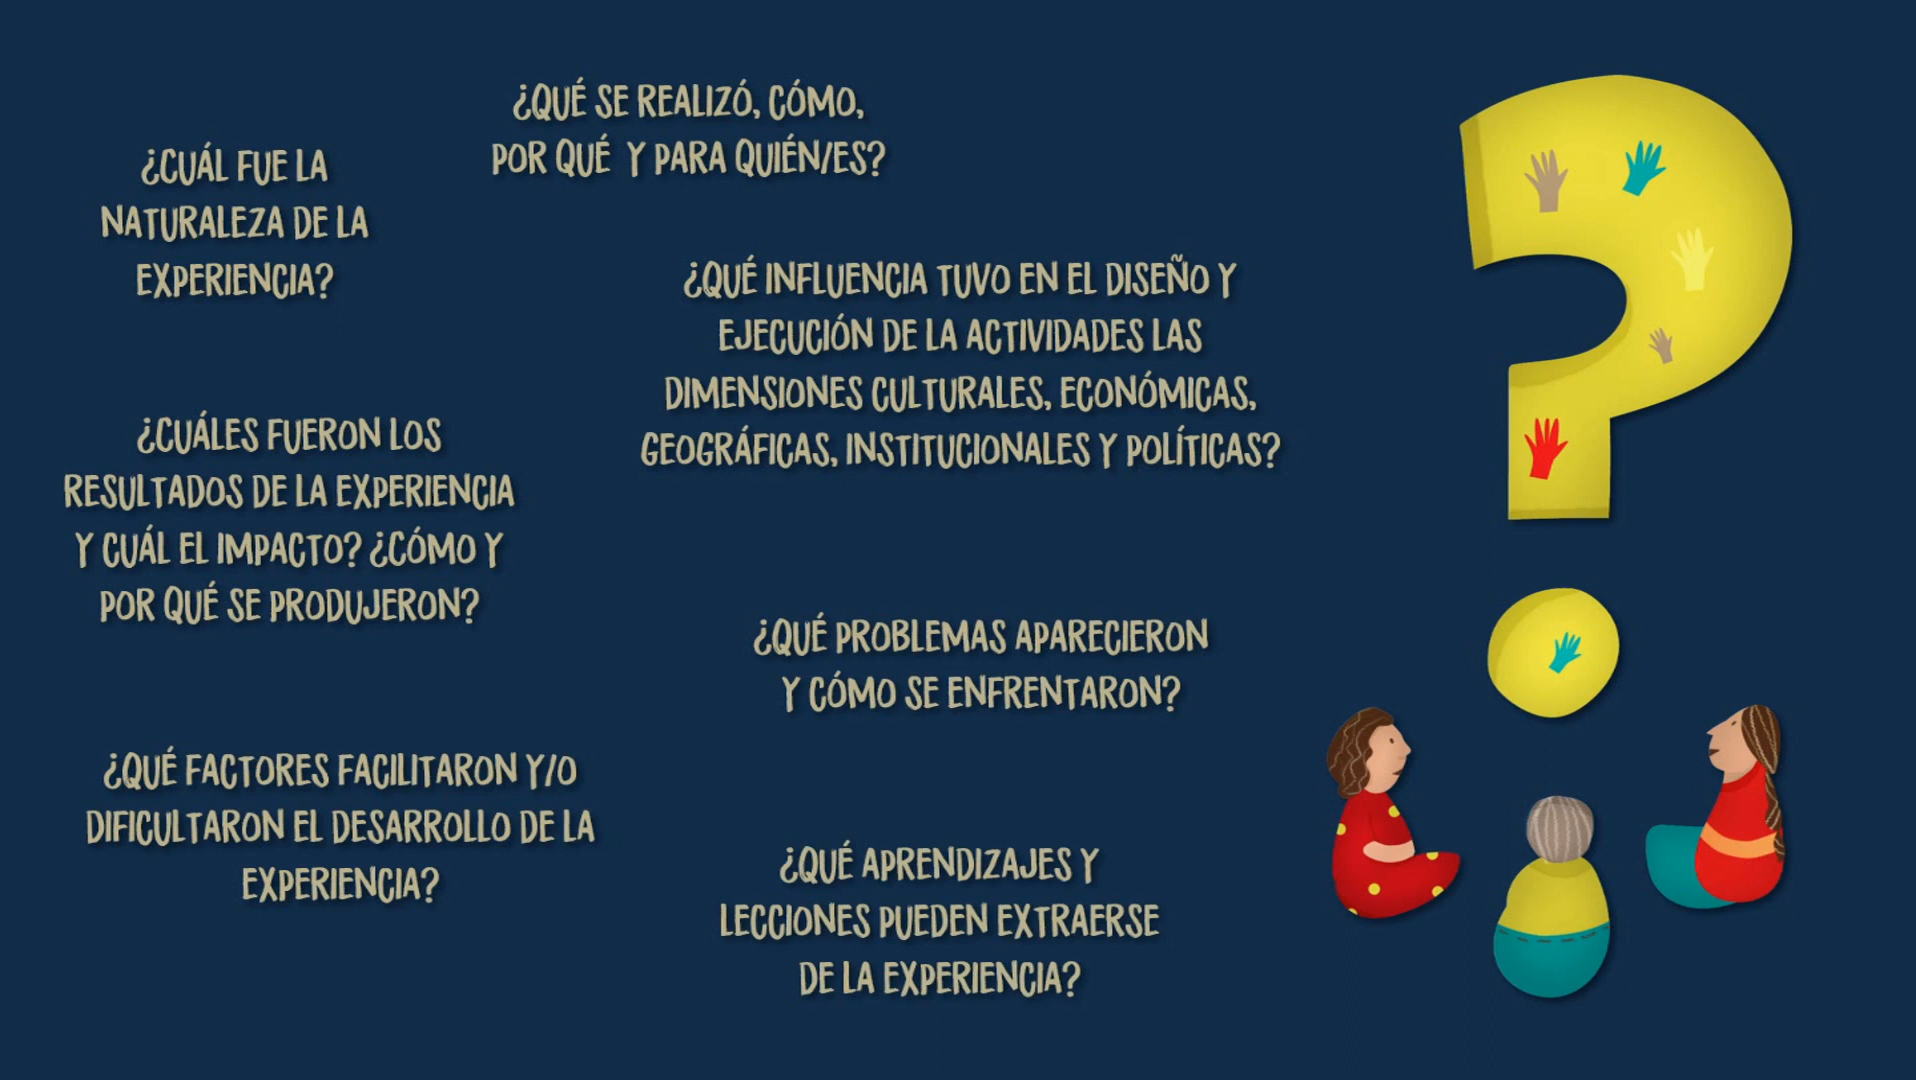 ¿CUÁL FUE LA
NATURALEZA DE LA
EXPERIENCIA?
¿QUÉ SE REALIZÓ, CÓMO,
POR QUÉ Y PARA QUIÉN/ES?
¿QUÉ INFLUENCIA TUVO EN EL DISEÑO Y
EJECUCIÓN DE LA ACTIVIDADES LAS
DIMENSIONES CULTURALES, ECONÓMICAS,
GEOGRÁFICAS, INSTITUCIONALES Y POLÍTICAS?
¿CUÁLES FUERON LOS
RESULTADOS DE LA EXPERIENCIA
Y CUÁL EL IMPACTO? ¿CÓMO Y
POR QUÉ SE PRODUJERON?
¿QUÉ PROBLEMAS APARECIERON
Y CÓMO SE ENFRENTARON?
¿QUÉ FACTORES FACILITARON Y/O
DIFICULTARON EL DESARROLLO DE LA
EXPERIENCIA?
¿QUÉ APRENDIZAJES Y
LECCIONES PUEDEN EXTRAERSE
DE LA EXPERIENCIA?